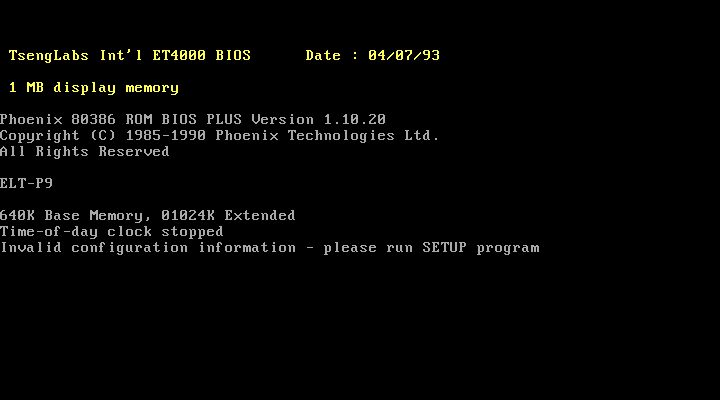 TsengLabs Int'l ET4000 BIOS      Date : 04/07/93
1 MB display memory
Phoenix 80386 ROM BIOS PLUS Version 1.10.20
Copyright (C) 1985-1990 Phoenix Technologies Ltd.
All Rights Reserved
ELT-P9
640K Base Memory, 01024K Extended
Time-of-day clock stopped
Invalid configuration information - please run SETUP program